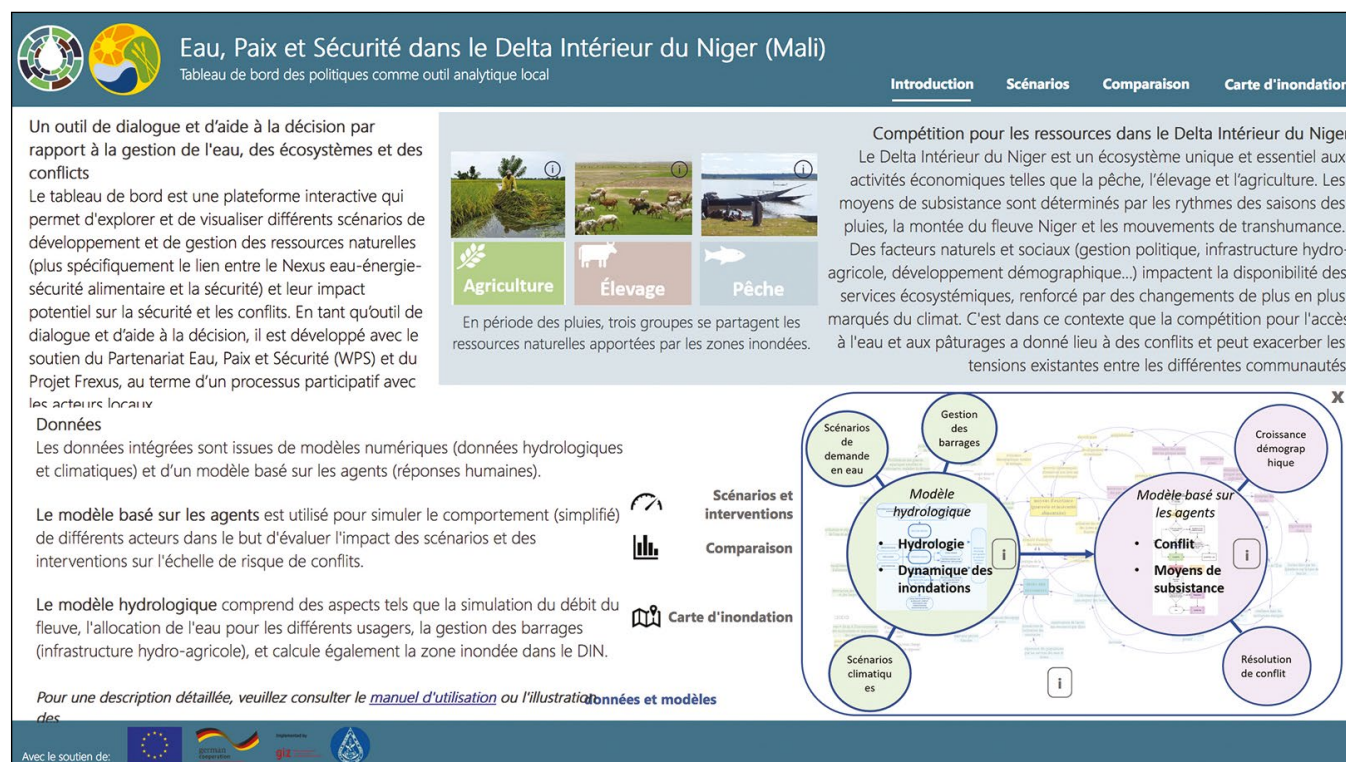 Eau, Paix et Sécurité dans le Delta Intérieur du Niger (Mali)
Tableau de bord des politiques comme outil analytique local
Introduction
Scénarios
Comparaison
Carte d'inondation
Un outil de dialogue et d'aide à la décision par
rapport à la gestion de l'eau, des écosystèmes et des
conflicts
Le tableau de bord est une plateforme interactive qui
permet d'explorer et de visualiser différents scénarios de
développement et de gestion des ressources naturelles
(plus spécifiquement le lien entre le Nexus eau-énergie-
sécurité alimentaire et la sécurité) et leur impact
potentiel sur la sécurité et les conflits. En tant qu'outil de
dialogue et d'aide à la décision, il est développé avec le
soutien du Partenariat Eau, Paix et Sécurité (WPS) et du
Projet Frexus, au terme d'un processus participatif avec
les acteurs locaux
Agriculture
Élevage
Pêche
En période des pluies, trois groupes se partagent les
ressources naturelles apportées par les zones inondées.
Compétition pour les ressources dans le Delta Intérieur du Niger
Le Delta Intérieur du Niger est un écosystème unique et essentiel aux
activités économiques telles que la pêche, l'élevage et l'agriculture. Les
moyens de subsistance sont déterminés par les rythmes des saisons des
pluies, la montée du fleuve Niger et les mouvements de transhumance.
Des facteurs naturels et sociaux (gestion politique, infrastructure hydro-
agricole, développement démographique...) impactent la disponibilité des
services écosystémiques, renforcé par des changements de plus en plus
marqués du climat. C'est dans ce contexte que la compétition pour l'accès
à l'eau et aux pâturages a donné lieu à des conflits et peut exacerber les
tensions existantes entre les différentes communautés
Données
Les données intégrées sont issues de modèles numériques (données hydrologiques
et climatiques) et d'un modèle basé sur les agents (réponses humaines).
Le modèle basé sur les agents est utilisé pour simuler le comportement (simplifié)
de différents acteurs dans le but d'évaluer l'impact des scénarios et des
interventions sur l'échelle de risque de conflits.
Le modèle hydrologique comprend des aspects tels que la simulation du débit du
fleuve, l'allocation de l'eau pour les différents usagers, la gestion des barrages
(infrastructure hydro-agricole), et calcule également la zone inondée dans le DIN.
Pour une description détaillée, veuillez consulter le manuel d'utilisation ou l'illustration
des
données et modèles
Scénarios et
interventions
Comparaison
Carte d'inondation
X
Scénarios
de
demande
en eau
Gestion
des
barrages
Modèle
hydrologique
• Hydrologie
• Dynamique des
inondations
i
Scénarios
climatiqu
es
Croissance
démograp
hique
Modèle basé sur
les agents
• Conflit
• Moyens de
subsistance
i
Résolution
de conflit
i
Avec le soutien de:
german
cooperation
Implemented by
giz